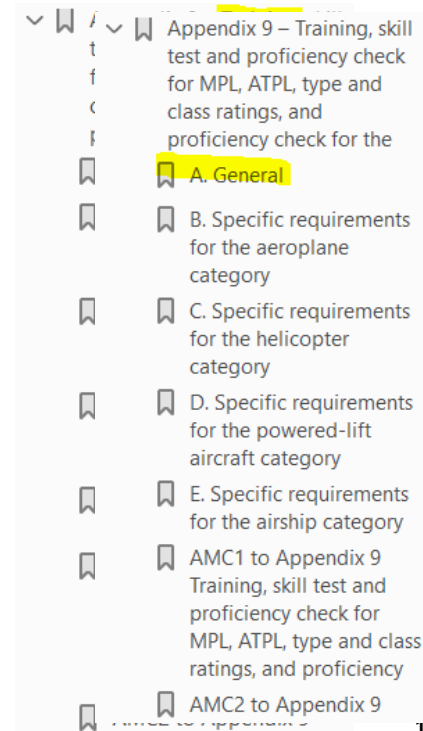 Appendix 9 – Training, skill
test and proficiency check
for MPL, ATPL, type and
class ratings, and
proficiency check for the
A. General
B. Specific requirements
for the aeroplane
category
C. Specific requirements
for the helicopter
category
D. Specific requirements
for the powered-lift
aircraft category
E. Specific requirements
for the airship category
AMC1 to Appendix 9
Training, skill test and
proficiency check for
MPL, ATPL, type and class
ratings, and proficiency
AMC2 to Appendix 9